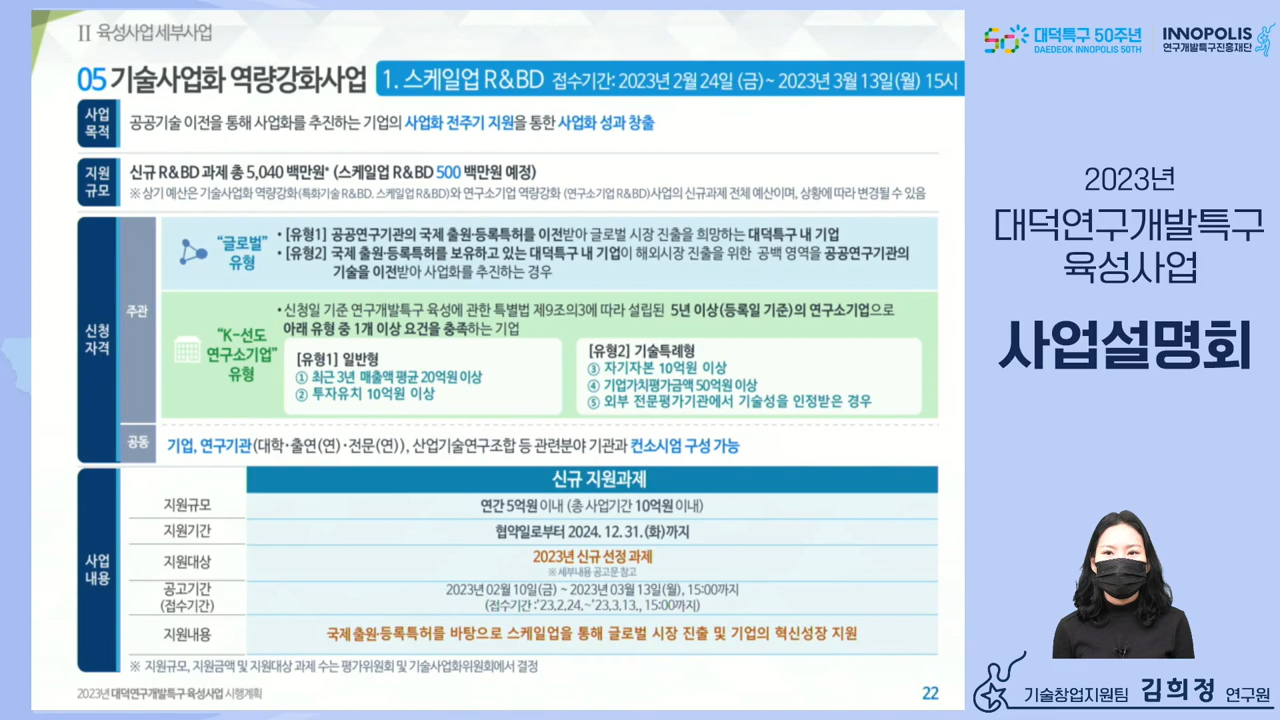 II 육성사업 세부사업
05 기술사업화 역량강화사업
1. 스케일업 R&BD 접수기간: 2023년 2월 24일 (금) ~ 2023년 3월 13일(월) 15시
사업
목적
공공기술 이전을 통해 사업화를 추진하는 기업의 사업화 전주기 지원을 통한 사업화 성과 창출
지원
규모
신규 R&BD 과제 총 5,040 백만원* (스케일업 R&BD 500 백만원 예정)
※ 상기 예산은 기술사업화 역량강화(특화기술 R&BD. 스케일업 R&BD)와 연구소기업 역량강화 (연구소기업 R&BD)사업의 신규과제 전체 예산이며, 상황에 따라 변경될 수 있음
신청
자격
주관
"글로벌"
유형
• [유형1] 공공연구기관의 국제 출원·등록특허를 이전받아 글로벌 시장 진출을 희망하는 대덕특구 내 기업
• [유형2] 국제 출원·등록특허를 보유하고 있는 대덕특구 내 기업이 해외시장 진출을 위한 공백 영역을 공공연구기관의
기술을 이전받아 사업화를 추진하는 경우
"K-선도
연구소기업"
유형
• 신청일 기준 연구개발특구 육성에 관한 특별법 제9조의3에 따라 설립된 5년 이상(등록일 기준)의 연구소기업으로
아래 유형 중 1개 이상 요건을 충족하는 기업
[유형1] 일반형
① 최근 3년 매출액 평균 20억원 이상
② 투자유치 10억원 이상
[유형2] 기술특례형
③ 자기자본 10억원 이상
④ 기업가치평가금액 50억원 이상
⑤ 외부 전문평가기관에서 기술성을 인정받은 경우
공동
기업, 연구기관(대학·출연(연)·전문(연)), 산업기술연구조합 등 관련분야 기관과 컨소시엄 구성 가능
사업
내용
신규 지원과제
지원규모
연간 5억원 이내 (총 사업기간 10억원 이내)
지원기간
협약일로부터 2024. 12. 31.(화)까지
지원대상
2023년 신규 선정 과제
※ 세부내용 공고문 참고
공고기간
(접수기간)
2023년 02월 10일(금) ~ 2023년 03월 13일(월), 15:00까지
(접수기간 :'23.2.24.~'23.3.13., 15:00까지)
지원내용
국제출원·등록특허를 바탕으로 스케일업을 통해 글로벌 시장 진출 및 기업의 혁신성장 지원
※ 지원규모, 지원금액 및 지원대상 과제 수는 평가위원회 및 기술사업화위원회에서 결정
2023년 대덕연구개발특구 육성사업 시행계획
22
50 대덕특구 50주년
DAEDEOK INNOPOLIS 50TH
INNOPOLIS
연구개발특구진흥재단
2023년
대덕연구개발특구
육성사업
사업설명회
기술창업지원팀 김희정 연구원